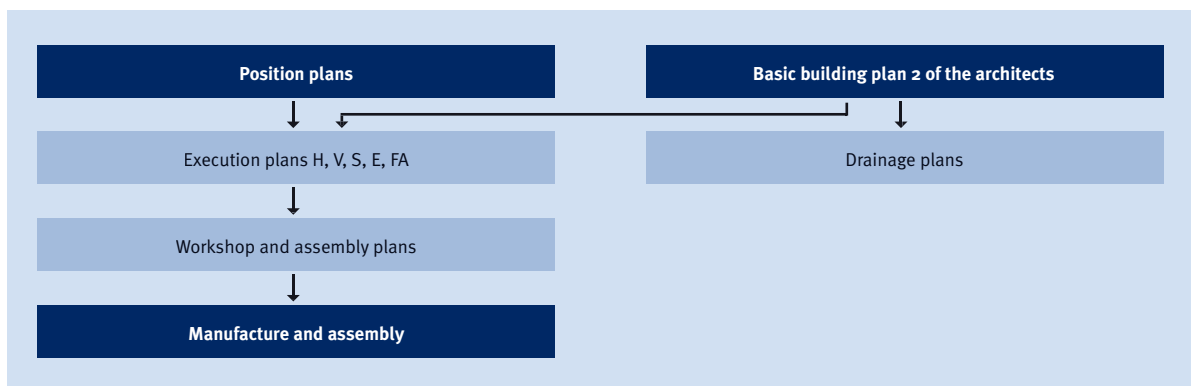 Position plans
Basic building plan 2 of the architects
Execution plans H, V, S, E, FA
Drainage plans
Workshop and assembly plans
Manufacture and assembly